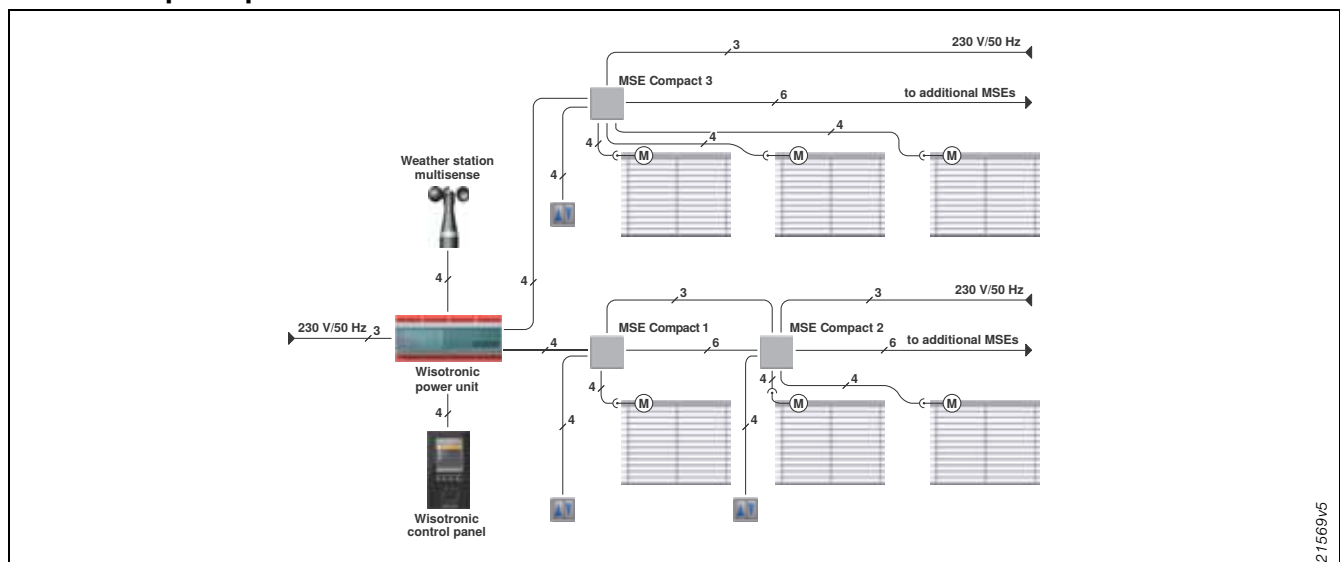 3
230 V/50 Hz
MSE Compact 3
6
to additional MSEs
4
4
4
M
M
M
4
Weather station
multisense
4
4
3
230 V/50 Hz
3
230 V/50 Hz
3
MSE Compact 1
MSE Compact 2
4
6
6
to additional MSEs
Wisotronic
power unit
4
4
4
M
M
M
4
4
4
Wisotronic
control panel
21569v5